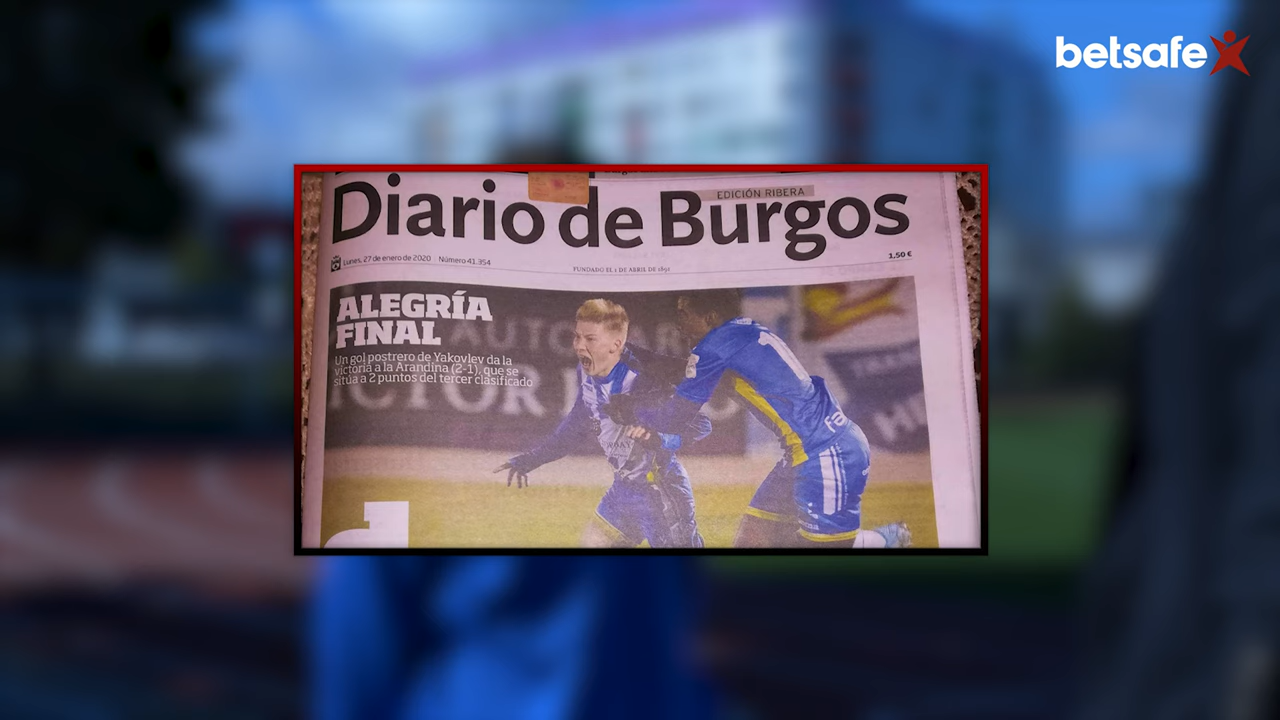 betsafe
Diario de Burgos
EDICIÓN RIBERA
Lunes, 27 de enero de 2020 Número 41.354
FUNDADO EL 1 DE ABRIL DE 1891
1,50 €
ALEGRÍA
FINAL
Un gol postrero de Yakovlev da la
victoria a la Arandina (2-1), que se
sitúa a 2 puntos del tercer clasificado
AUTO